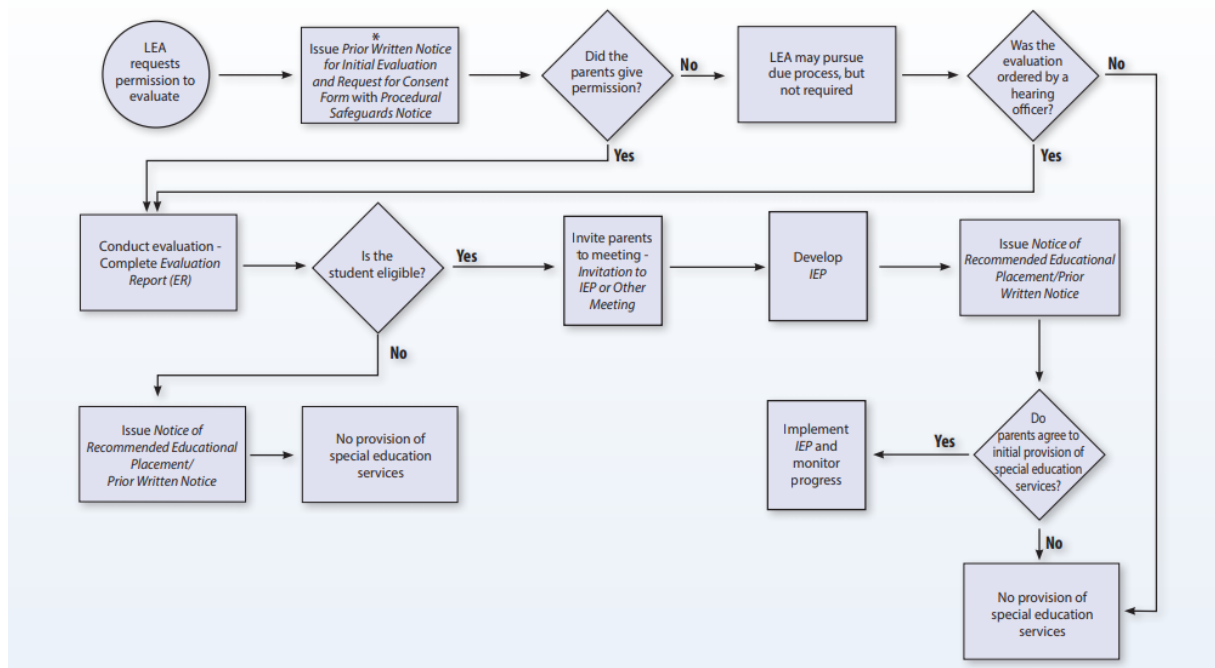 LEA
requests
permission to
evaluate
*
Issue Prior Written Notice
for Initial Evaluation
and Request for Consent
Form with Procedural
Safeguards Notice
Did the
parents give
permission?
No
LEA may pursue
due process, but
not required
Was the
evaluation
ordered by a
hearing
officer?
No
Yes
Yes
Conduct evaluation -
Complete Evaluation
Report (ER)
Is the
student eligible?
Yes
Invite parents
to meeting -
Invitation to
IEP or Other
Meeting
Develop
IEP
Issue Notice of
Recommended Educational
Placement/Prior
Written Notice
No
Issue Notice of
Recommended Educational
Placement/
Prior Written Notice
No provision of
special education
services
Implement
IEP and
monitor
progress
Yes
Do
parents agree to
initial provision of
special education
services?
No
No provision of
special education
services